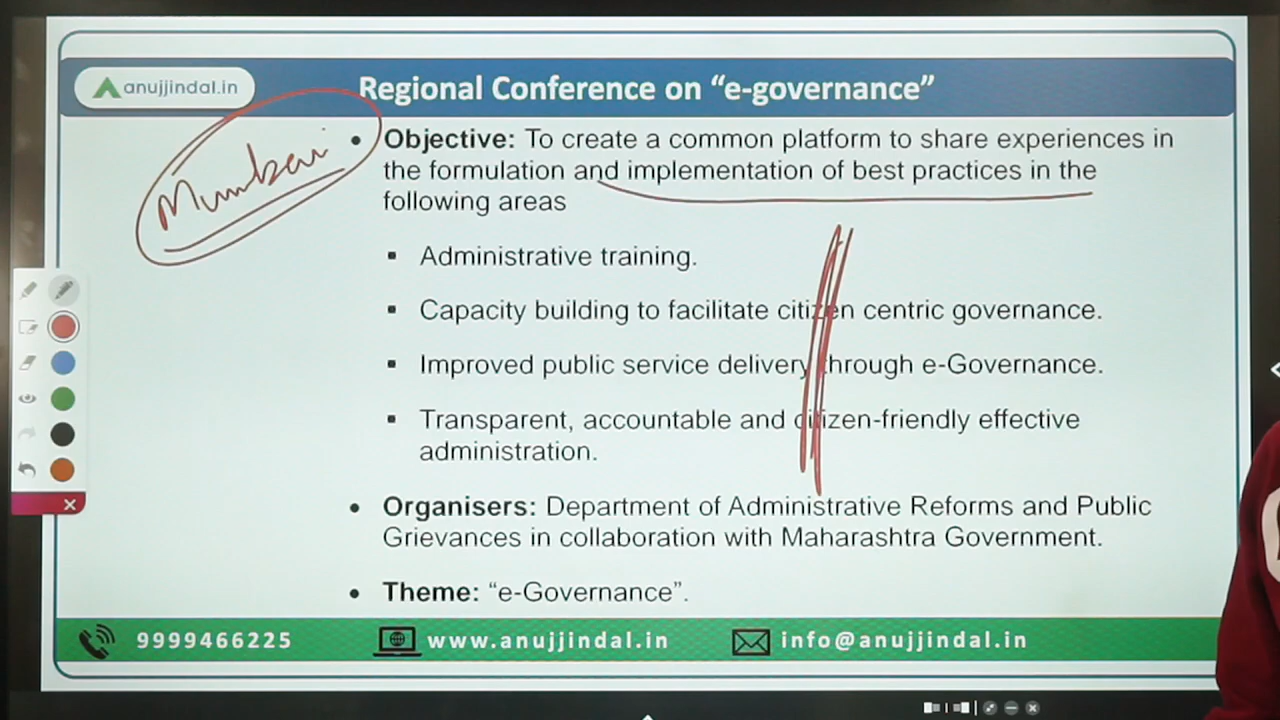 anujjindal.in
Regional Conference on “e-governance”
Mumbai
• Objective: To create a common platform to share experiences in
the formulation and implementation of best practices in the
following areas
▪ Administrative training.
▪ Capacity building to facilitate citizen centric governance.
▪ Improved public service delivery through e-Governance.
▪ Transparent, accountable and citizen-friendly effective
administration.
• Organisers: Department of Administrative Reforms and Public
Grievances in collaboration with Maharashtra Government.
• Theme: “e-Governance”.
9999466225 www.anujjindal.in info@anujjindal.in